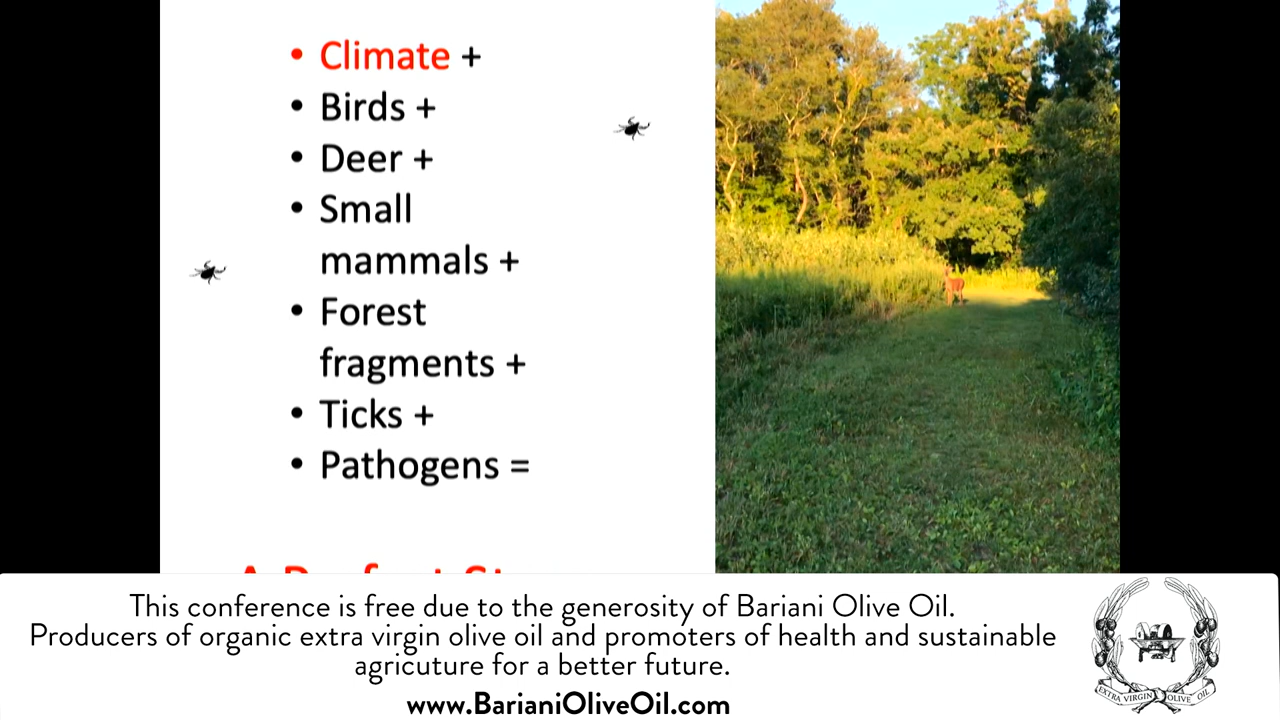 • Climate +
• Birds +
• Deer +
• Small
mammals +
• Forest
fragments +
• Ticks +
• Pathogens =
A Perfect
This conference is free due to the generosity of Bariani Olive Oil.
Producers of organic extra virgin olive oil and promoters of health and sustainable
agricuture for a better future.
www.BarianiOliveOil.com
EXTRA VIRGIN OLIVE OIL